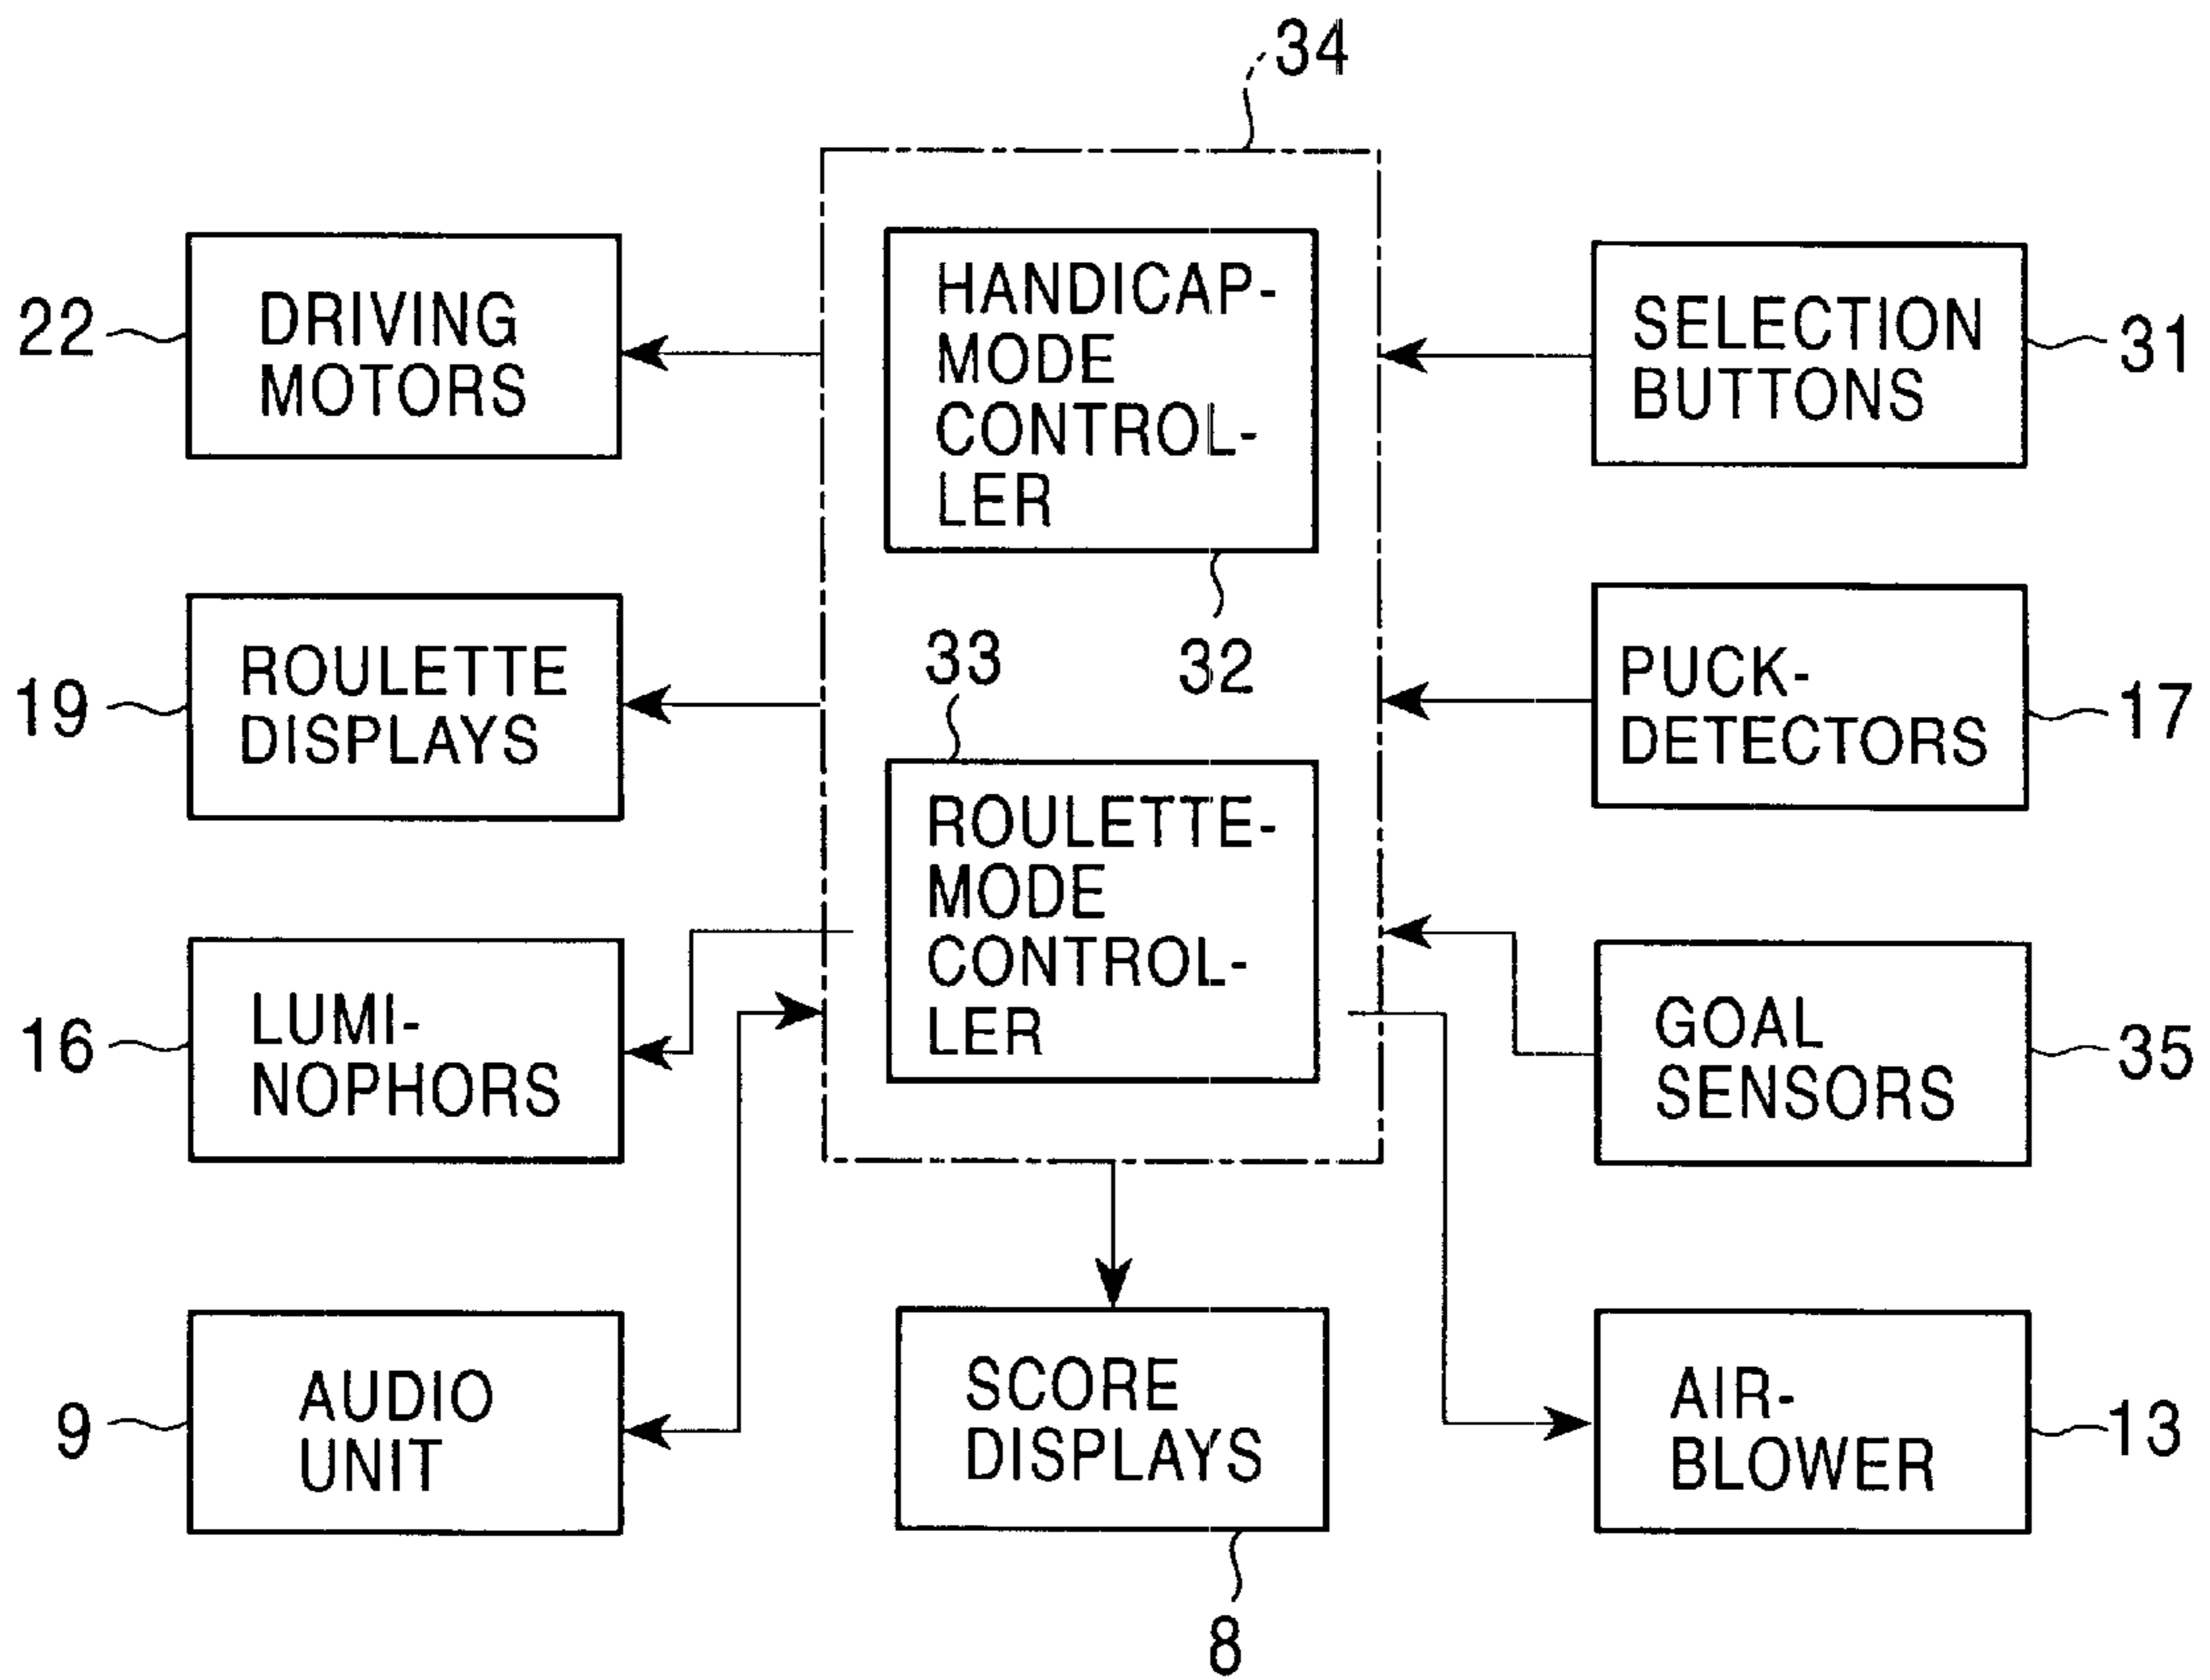 34
22
DRIVING
MOTORS
HANDICAP-
MODE
CONTROL-
LER
32
SELECTION
BUTTONS
31
19
ROULETTE
DISPLAYS
33
ROULETTE-
MODE
CONTROL-
LER
PUCK-
DETECTORS
17
16
LUMI-
NOPHORS
GOAL
SENSORS
35
9
AUDIO
UNIT
SCORE
DISPLAYS
8
AIR-
BLOWER
13